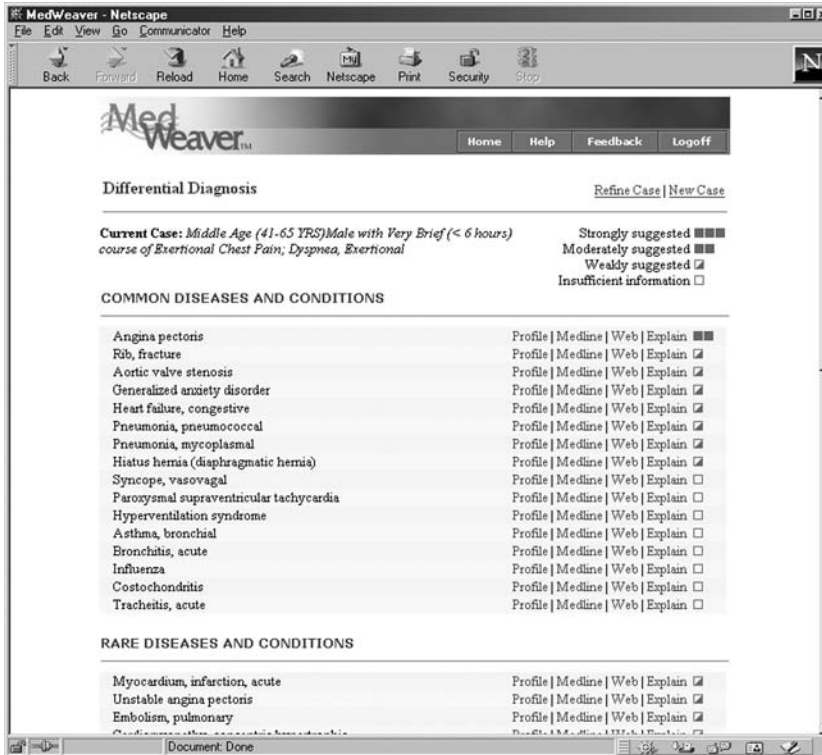 MedWeaver - Netscape
File Edit View Go Communicator Help
Back Forward Reload Home Search Netscape Print Security Stop
My
N
Med
Weaver TM
Home Help Feedback Logoff
Differential Diagnosis
Refine Case | New Case
Current Case: Middle Age (41-65 YRS)Male with Very Brief (< 6 hours)
course of Exertional Chest Pain; Dyspnea, Exertional
Strongly suggested
Moderately suggested
Weakly suggested
Insufficient information
COMMON DISEASES AND CONDITIONS
Angina pectoris Profile | Medline | Web | Explain
Rib, fracture Profile | Medline | Web | Explain
Aortic valve stenosis Profile | Medline | Web | Explain
Generalized anxiety disorder Profile | Medline | Web | Explain
Heart failure, congestive Profile | Medline | Web | Explain
Pneumonia, pneumococcal Profile | Medline | Web | Explain
Pneumonia, mycoplasmal Profile | Medline | Web | Explain
Hiatus hernia (diaphragmatic hernia) Profile | Medline | Web | Explain
Syncope, vasovagal Profile | Medline | Web | Explain
Paroxysmal supraventricular tachycardia Profile | Medline | Web | Explain
Hyperventilation syndrome Profile | Medline | Web | Explain
Asthma, bronchial Profile | Medline | Web | Explain
Bronchitis, acute Profile | Medline | Web | Explain
Influenza Profile | Medline | Web | Explain
Costochondritis Profile | Medline | Web | Explain
Tracheitis, acute Profile | Medline | Web | Explain
RARE DISEASES AND CONDITIONS
Myocardium, infarction, acute Profile | Medline | Web | Explain
Unstable angina pectoris Profile | Medline | Web | Explain
Embolism, pulmonary Profile | Medline | Web | Explain
Document: Done